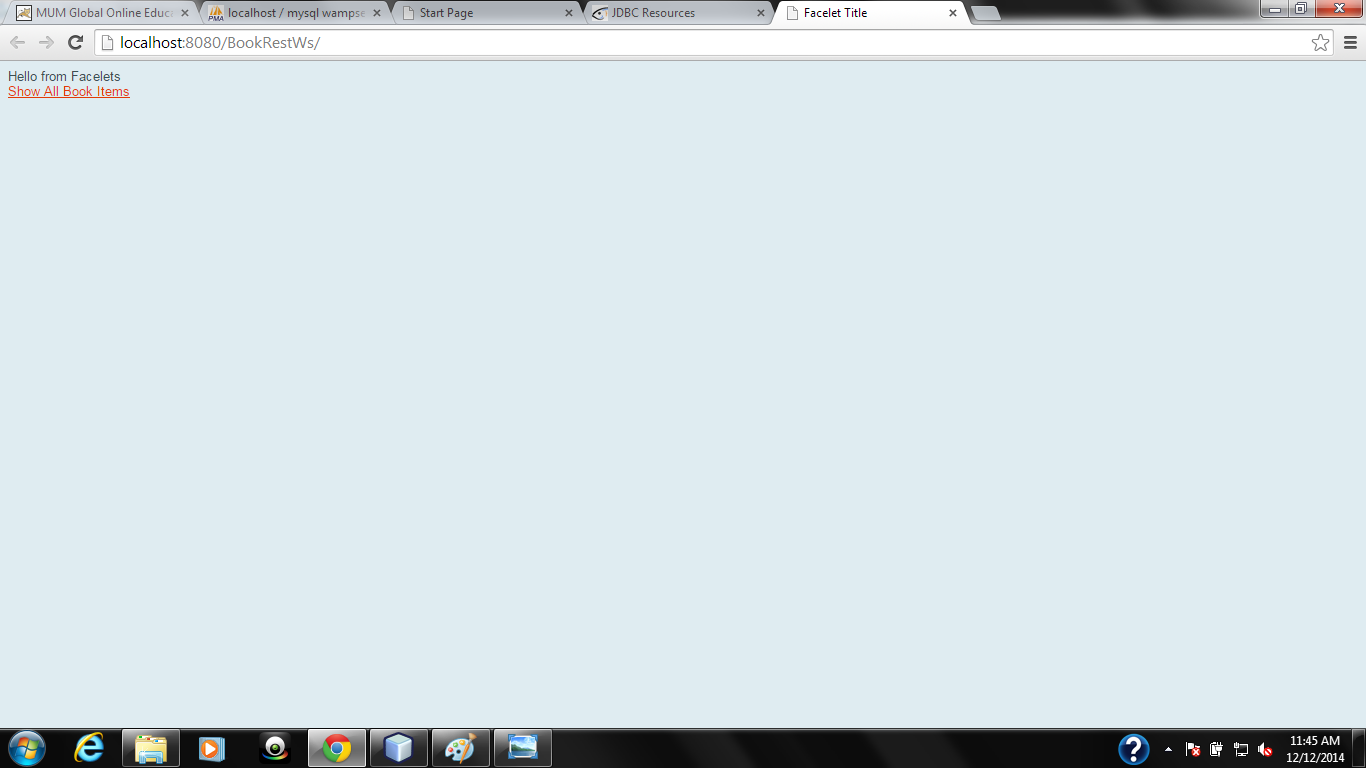 MUM Global Online Educa
localhost / mysql wampse
Start Page
JDBC Resources
Facelet Title
localhost:8080/BookRestWs/
Hello from Facelets
Show All Book Items
11:45 AM
12/12/2014